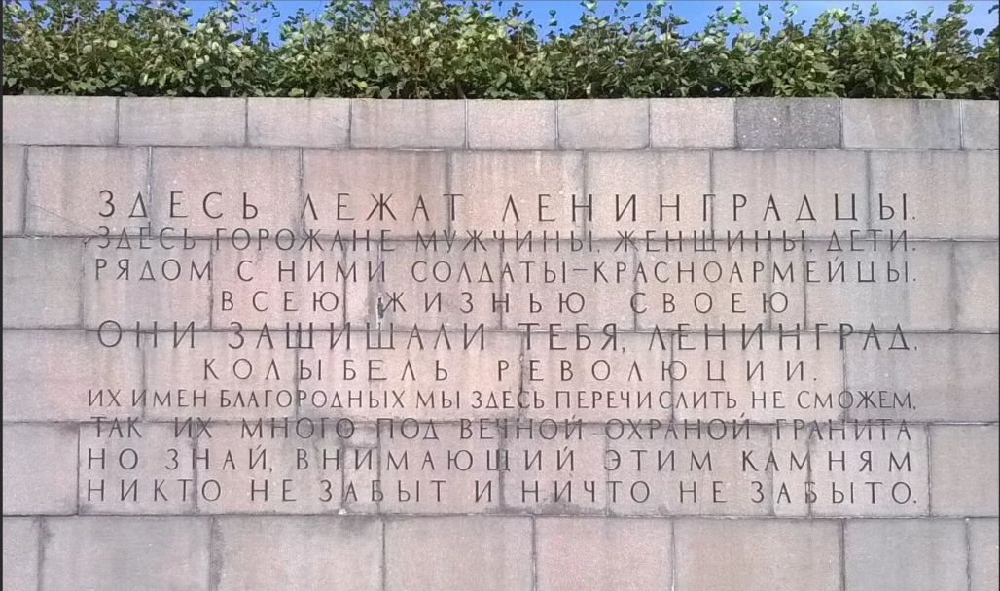 ЗДЕСЬ ЛЕЖАТ ЛЕНИНГРАДЦЫ.
ЗДЕСЬ ГОРОЖАНЕ МУЖЧИНЫ, ЖЕНЩИНЫ, ДЕТИ.
РЯДОМ С НИМИ СОЛДАТЫ-КРАСНОАРМЕЙЦЫ.
ВСЕЮ ЖИЗНЬЮ СВОЕЮ
ОНИ ЗАЩИЩАЛИ ТЕБЯ, ЛЕНИНГРАД,
КОЛЫБЕЛЬ РЕВОЛЮЦИИ.
ИХ ИМЕН БЛАГОРОДНЫХ МЫ ЗДЕСЬ ПЕРЕЧИСЛИТЬ НЕ СМОЖЕМ,
ТАК ИХ МНОГО ПОД ВЕЧНОЙ ОХРАНОЙ ГРАНИТА
НО ЗНАЙ, ВНИМАЮЩИЙ ЭТИМ КАМНЯМ
НИКТО НЕ ЗАБЫТ И НИЧТО НЕ ЗАБЫТО.